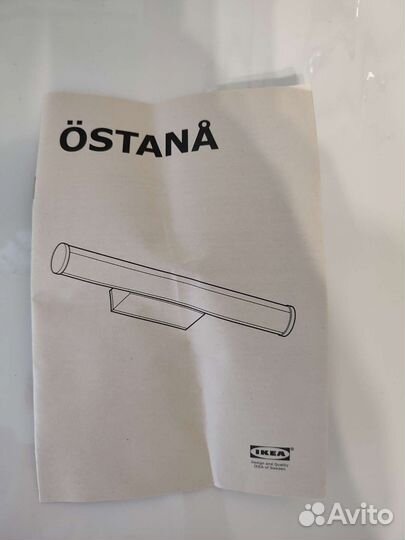 ÖSTANÅ
IKEA
Design and Quality
IKEA of Sweden
Avito